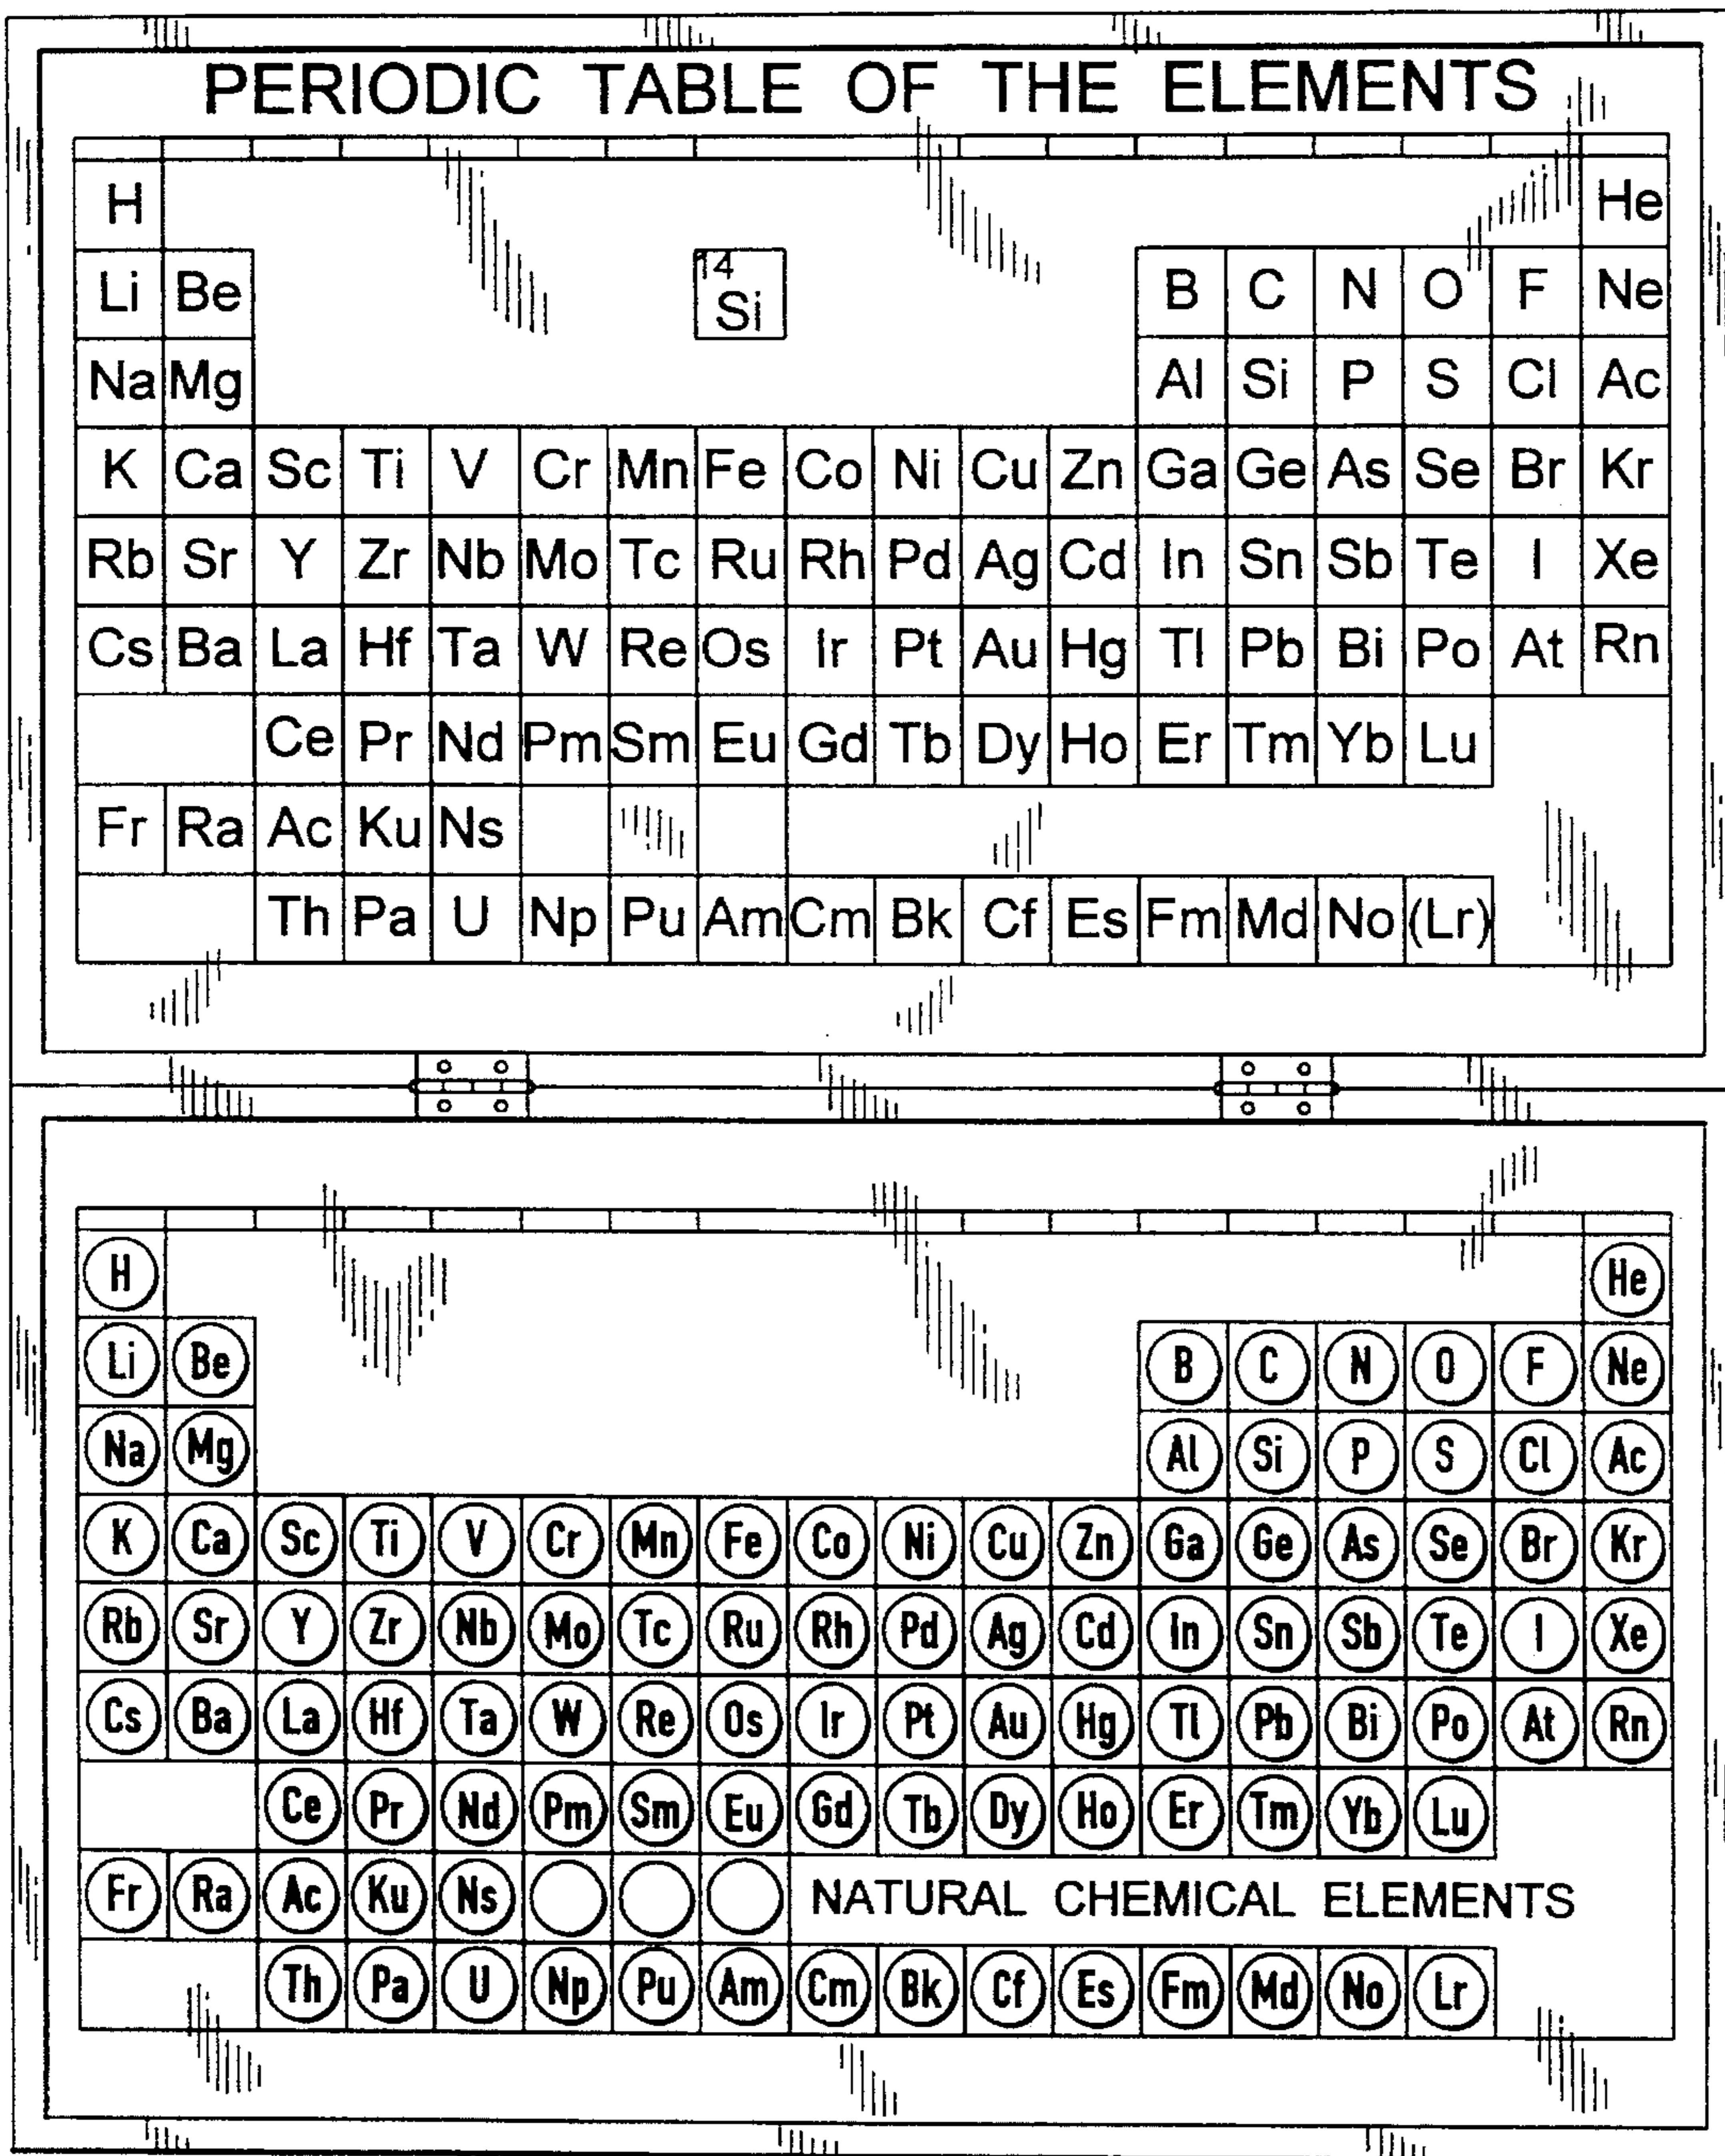 PERIODIC TABLE OF THE ELEMENTS
H He
Li Be 14 B C N O F Ne
Si
Na Mg Al Si P S Cl Ac
K Ca Sc Ti V Cr Mn Fe Co Ni Cu Zn Ga Ge As Se Br Kr
Rb Sr Y Zr Nb Mo Tc Ru Rh Pd Ag Cd In Sn Sb Te I Xe
Cs Ba La Hf Ta W Re Os Ir Pt Au Hg Tl Pb Bi Po At Rn
Ce Pr Nd Pm Sm Eu Gd Tb Dy Ho Er Tm Yb Lu
Fr Ra Ac Ku Ns
Th Pa U Np Pu Am Cm Bk Cf Es Fm Md No (Lr)
H He
Li Be B C N O F Ne
Na Mg Al Si P S Cl Ac
K Ca Sc Ti V Cr Mn Fe Co Ni Cu Zn Ga Ge As Se Br Kr
Rb Sr Y Zr Nb Mo Tc Ru Rh Pd Ag Cd In Sn Sb Te I Xe
Cs Ba La Hf Ta W Re Os Ir Pt Au Hg Tl Pb Bi Po At Rn
Ce Pr Nd Pm Sm Eu Gd Tb Dy Ho Er Tm Yb Lu
Fr Ra Ac Ku Ns NATURAL CHEMICAL ELEMENTS
Th Pa U Np Pu Am Cm Bk Cf Es Fm Md No Lr